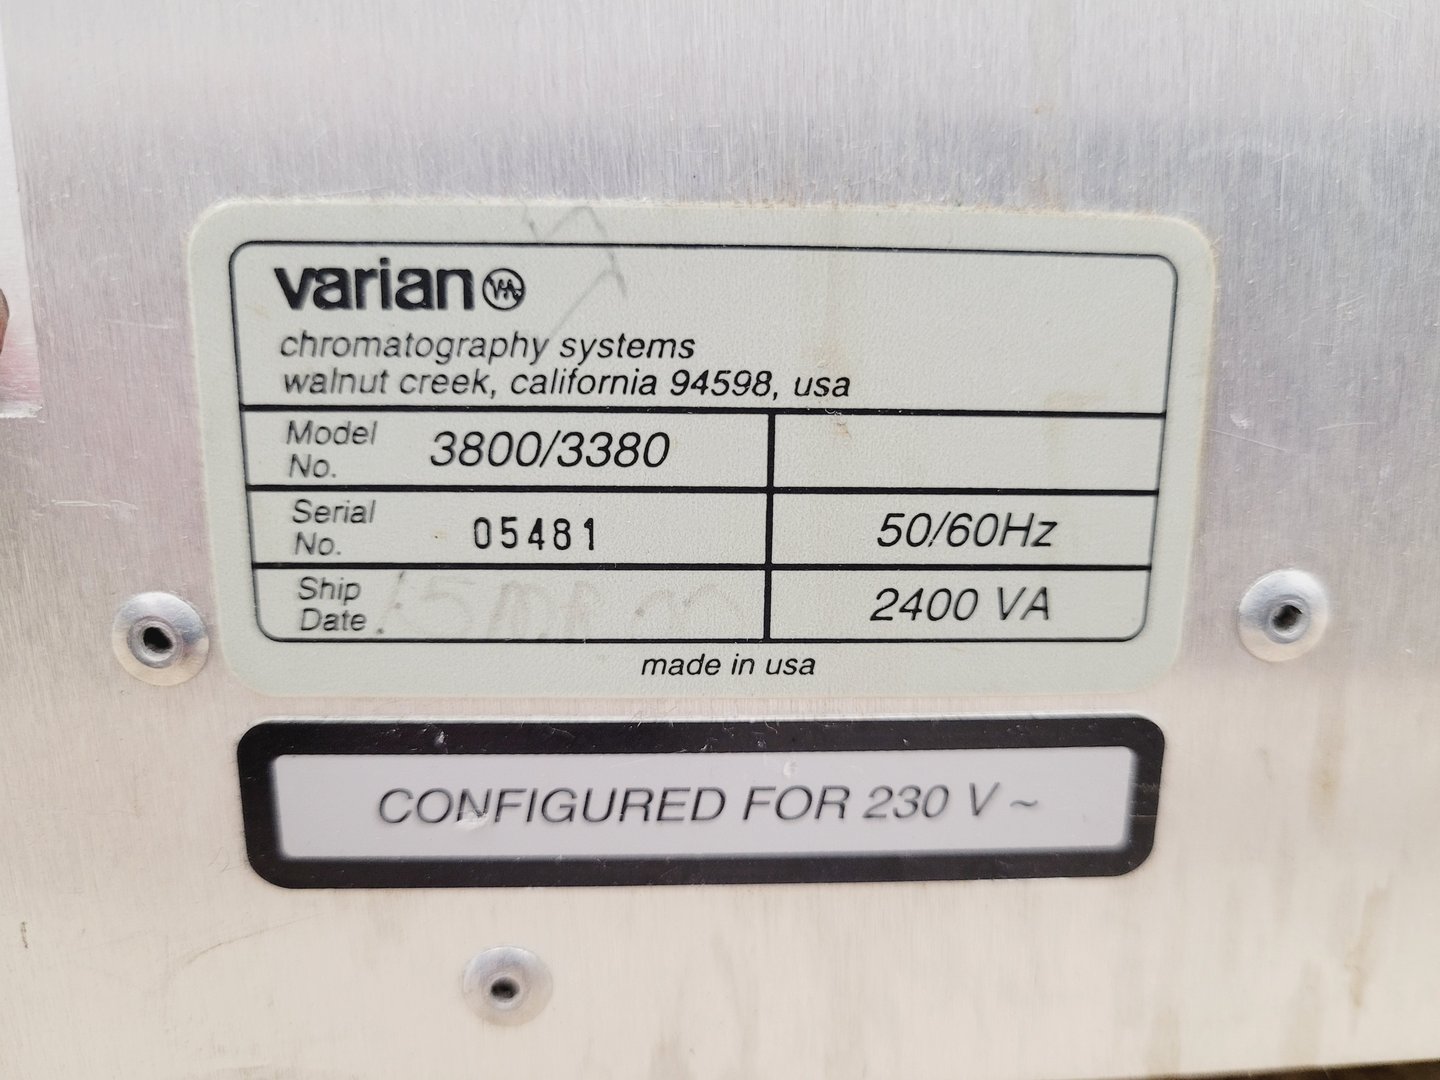 varian
chromatography systems
walnut creek, california 94598, usa
Model No. 3800/3380
Serial No. 05481 50/60Hz
Ship Date 2400 VA
made in usa
CONFIGURED FOR 230 V ~